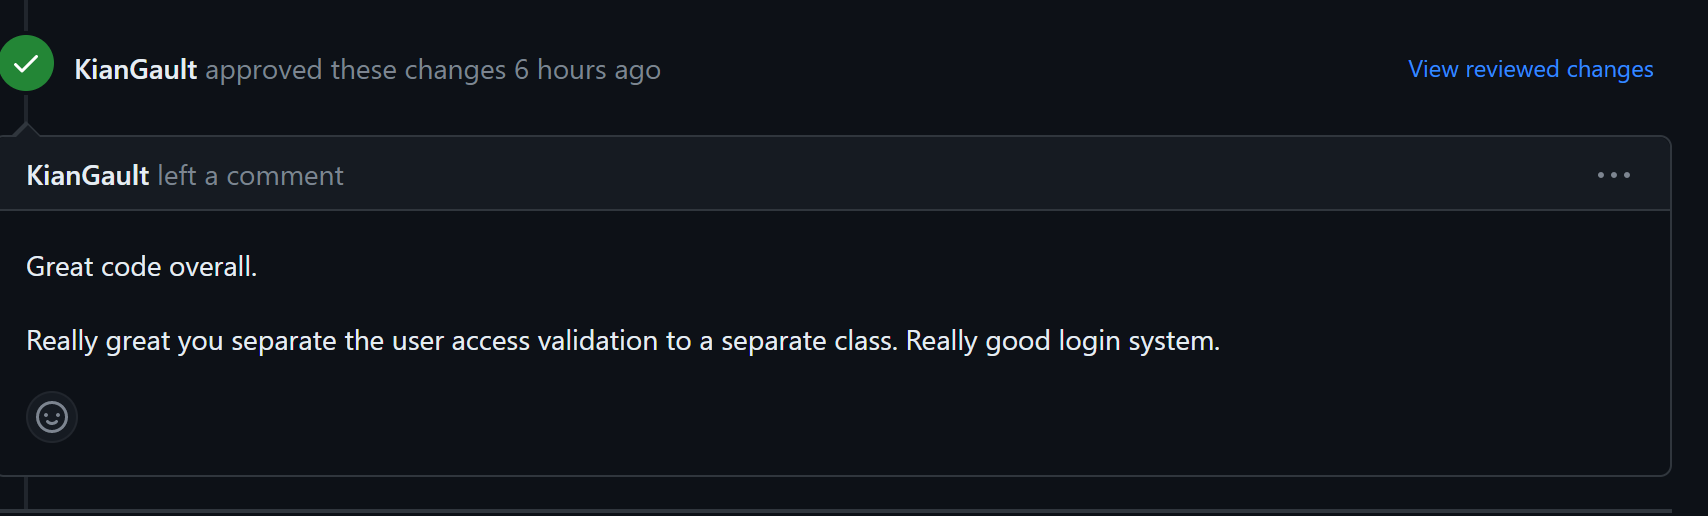 KianGault approved these changes 6 hours ago
View reviewed changes
KianGault left a comment
Great code overall.
Really great you separate the user access validation to a separate class. Really good login system.